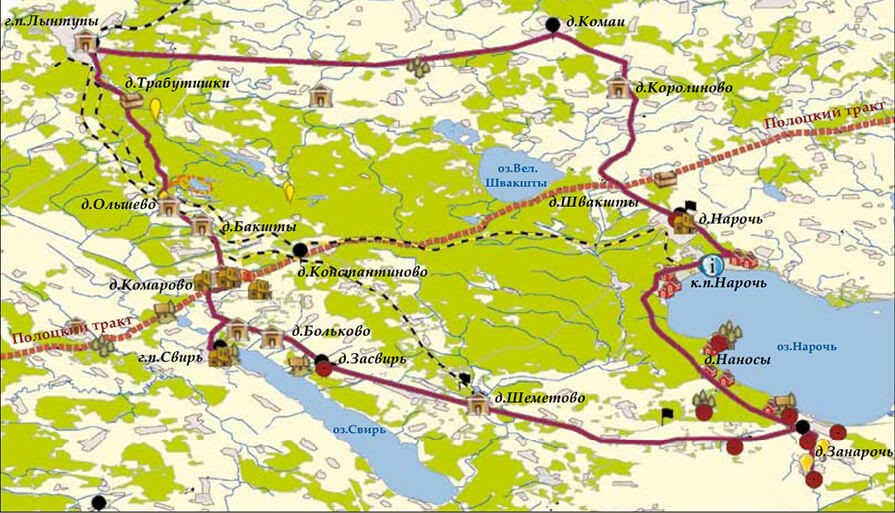 г.п.Лынтупы
д.Комаи
д.Трабутишки
д.Королиново
Полоцкий тракт
оз.Вел.
Швакшты
д.Ольшево
д.Швакшты
д.Нарочь
д.Бакшты
д.Константиново
д.Комарово
к.п.Нарочь
Полоцкий тракт
д.Больково
оз.Нарочь
г.п.Свирь
д.Засвирь
д.Наносы
д.Шеметово
оз.Свирь
д.Занарочь